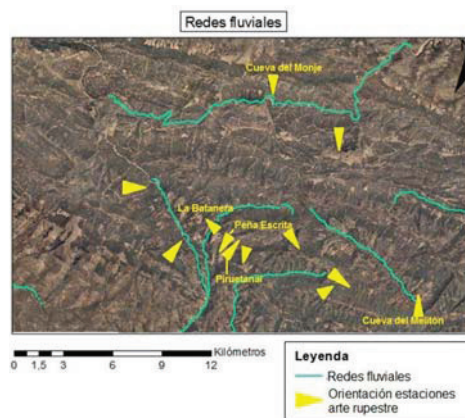 Redes fluviales
Cueva del Monje
La Batanera
Peña Escrita
Piruetanal
Cueva del Melitón
Kilómetros
0 1,5 3 6 9 12
Leyenda
Redes fluviales
Orientación estaciones
arte rupestre